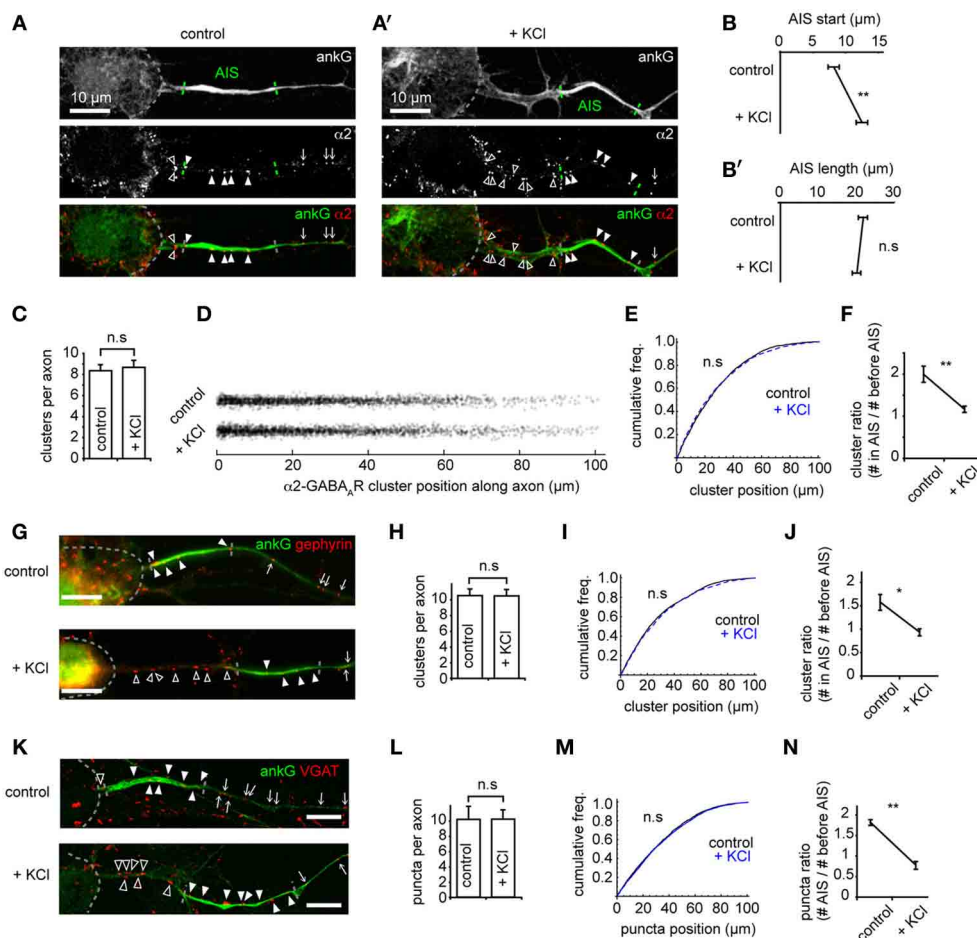 A
control
ankG
AIS
10 µm
α2
ankG α2
A′
+ KCl
ankG
AIS
10 µm
α2
ankG α2
B
AIS start (µm)
0 5 10 15
control
**
+ KCl
B′
AIS length (µm)
0 10 20 30
control
n.s
+ KCl
C
clusters per axon
10
8
6
4
2
0
n.s
control
+ KCl
D
control
+ KCl
0 20 40 60 80 100
α2-GABA_AR cluster position along axon (µm)
E
cumulative freq.
1.0
0.8
0.6
0.4
0.2
n.s
control
+ KCl
0 20 40 60 80 100
cluster position (µm)
F
cluster ratio
(# in AIS / # before AIS)
2
1
0
**
control
+ KCl
G
control
ankG gephyrin
+ KCl
H
clusters per axon
10
8
6
4
2
0
n.s
control
+ KCl
I
cumulative freq.
1.0
0.8
0.6
0.4
0.2
n.s
control
+ KCl
0 20 40 60 80 100
cluster position (µm)
J
cluster ratio
(# in AIS / # before AIS)
2
1.5
1
0.5
0
*
control
+ KCl
K
control
ankG VGAT
+ KCl
L
puncta per axon
10
8
6
4
2
0
n.s
control
+ KCl
M
cumulative freq.
1.0
0.8
0.6
0.4
0.2
0
n.s
control
+ KCl
0 20 40 60 80 100
puncta position (µm)
N
puncta ratio
(# AIS / # before AIS)
2
1.5
1
0.5
0
**
control
+ KCl